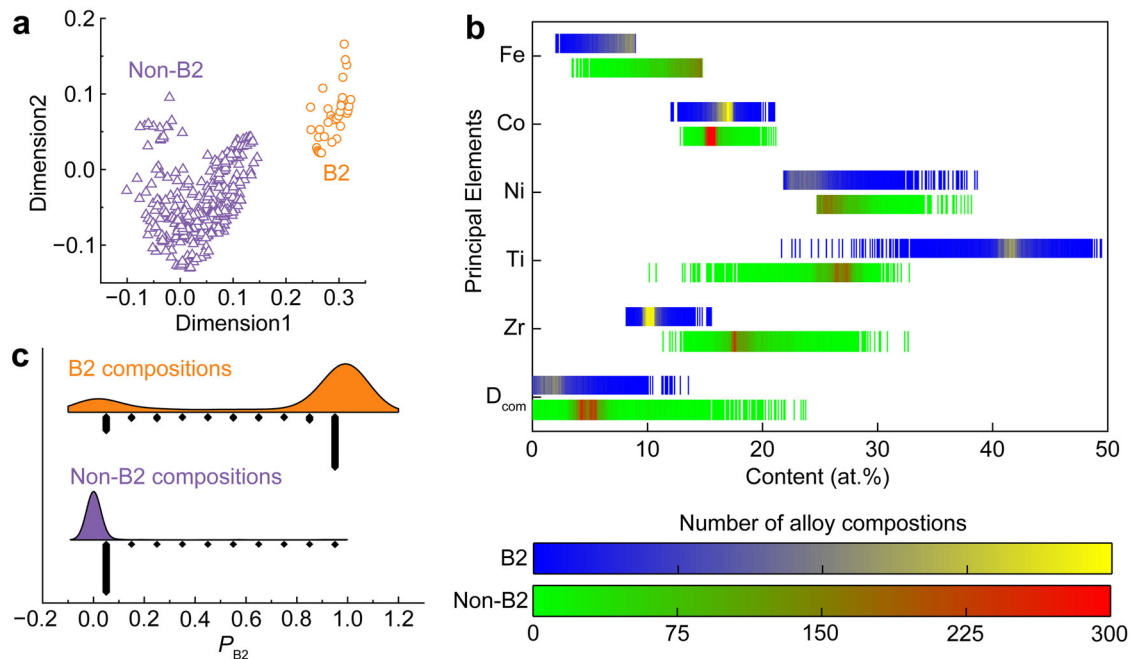 a
0.2
0.1
0.0
−0.1
Dimension2
Non-B2
B2
−0.1 0.0 0.1 0.2 0.3
Dimension1
b
Principal Elements
Fe
Co
Ni
Ti
Zr
Dcom
0 10 20 30 40 50
Content (at.%)
c
B2 compositions
Non-B2 compositions
−0.2 0.0 0.2 0.4 0.6 0.8 1.0 1.2
PB2
Number of alloy compostions
B2
Non-B2
0 75 150 225 300